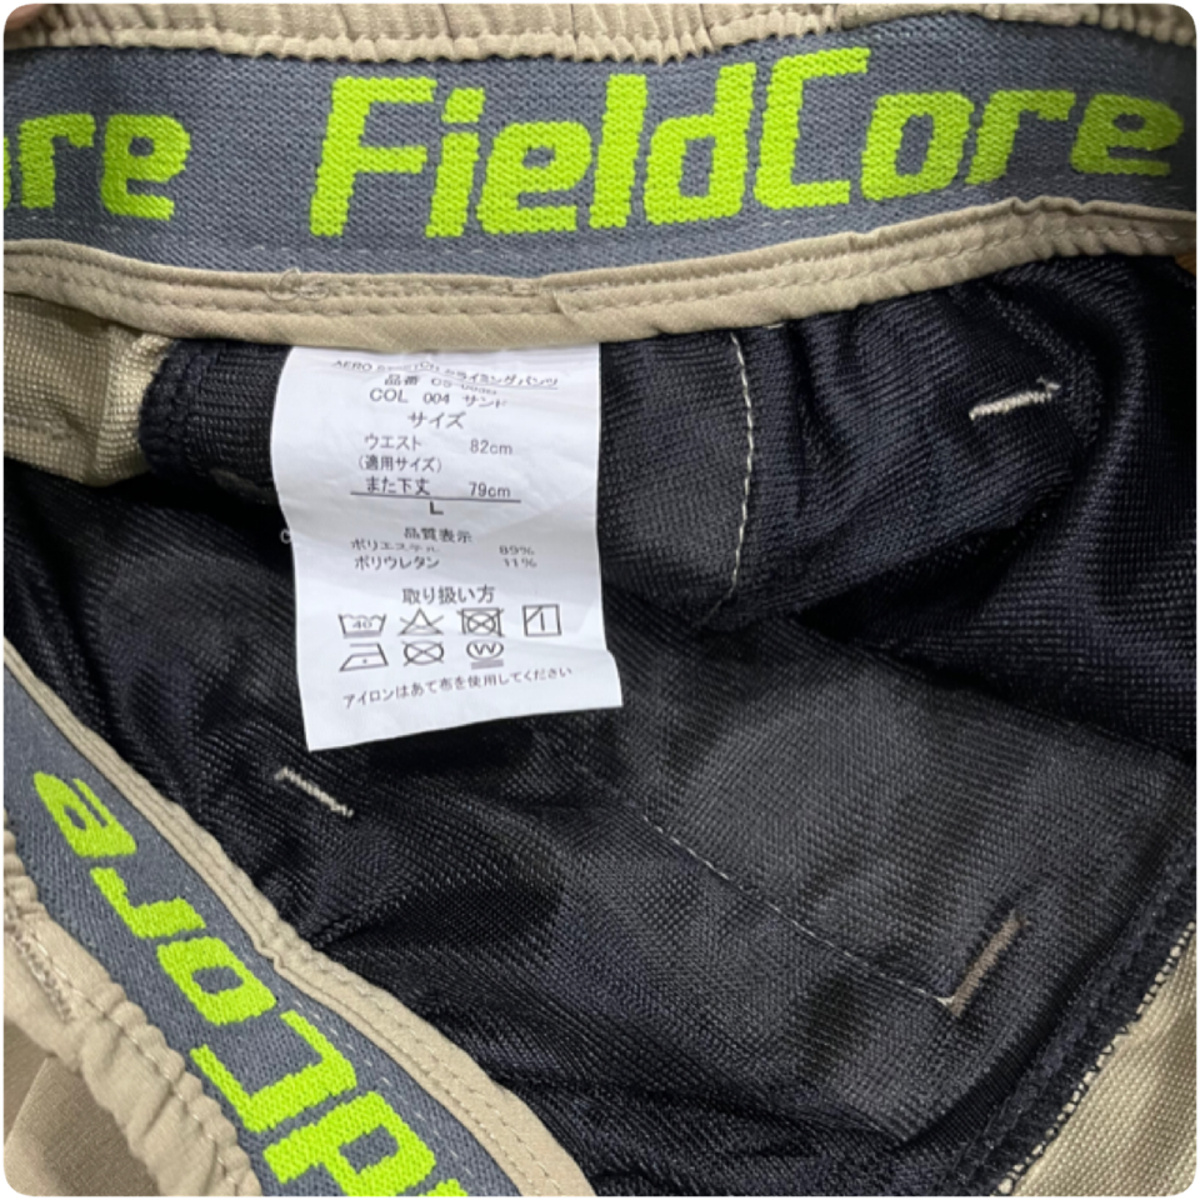 ore FieldCore
AERO STRETCH クライミングパンツ
品番
COL 004 サンド
サイズ
ウエスト 82cm
(適用サイズ)
また下丈 79cm
L
品質表示
ポリエステル 89%
ポリウレタン 11%
取り扱い方
40
W
アイロンはあて布を使用してください
dCore